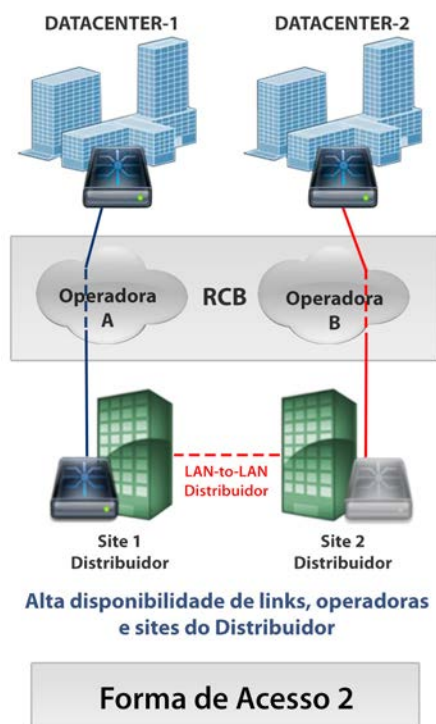 DATACENTER-1
DATACENTER-2
Operadora
A
RCB
Operadora
B
LAN-to-LAN
Distribuidor
Site 1
Distribuidor
Site 2
Distribuidor
Alta disponibilidade de links, operadoras
e sites do Distribuidor
Forma de Acesso 2